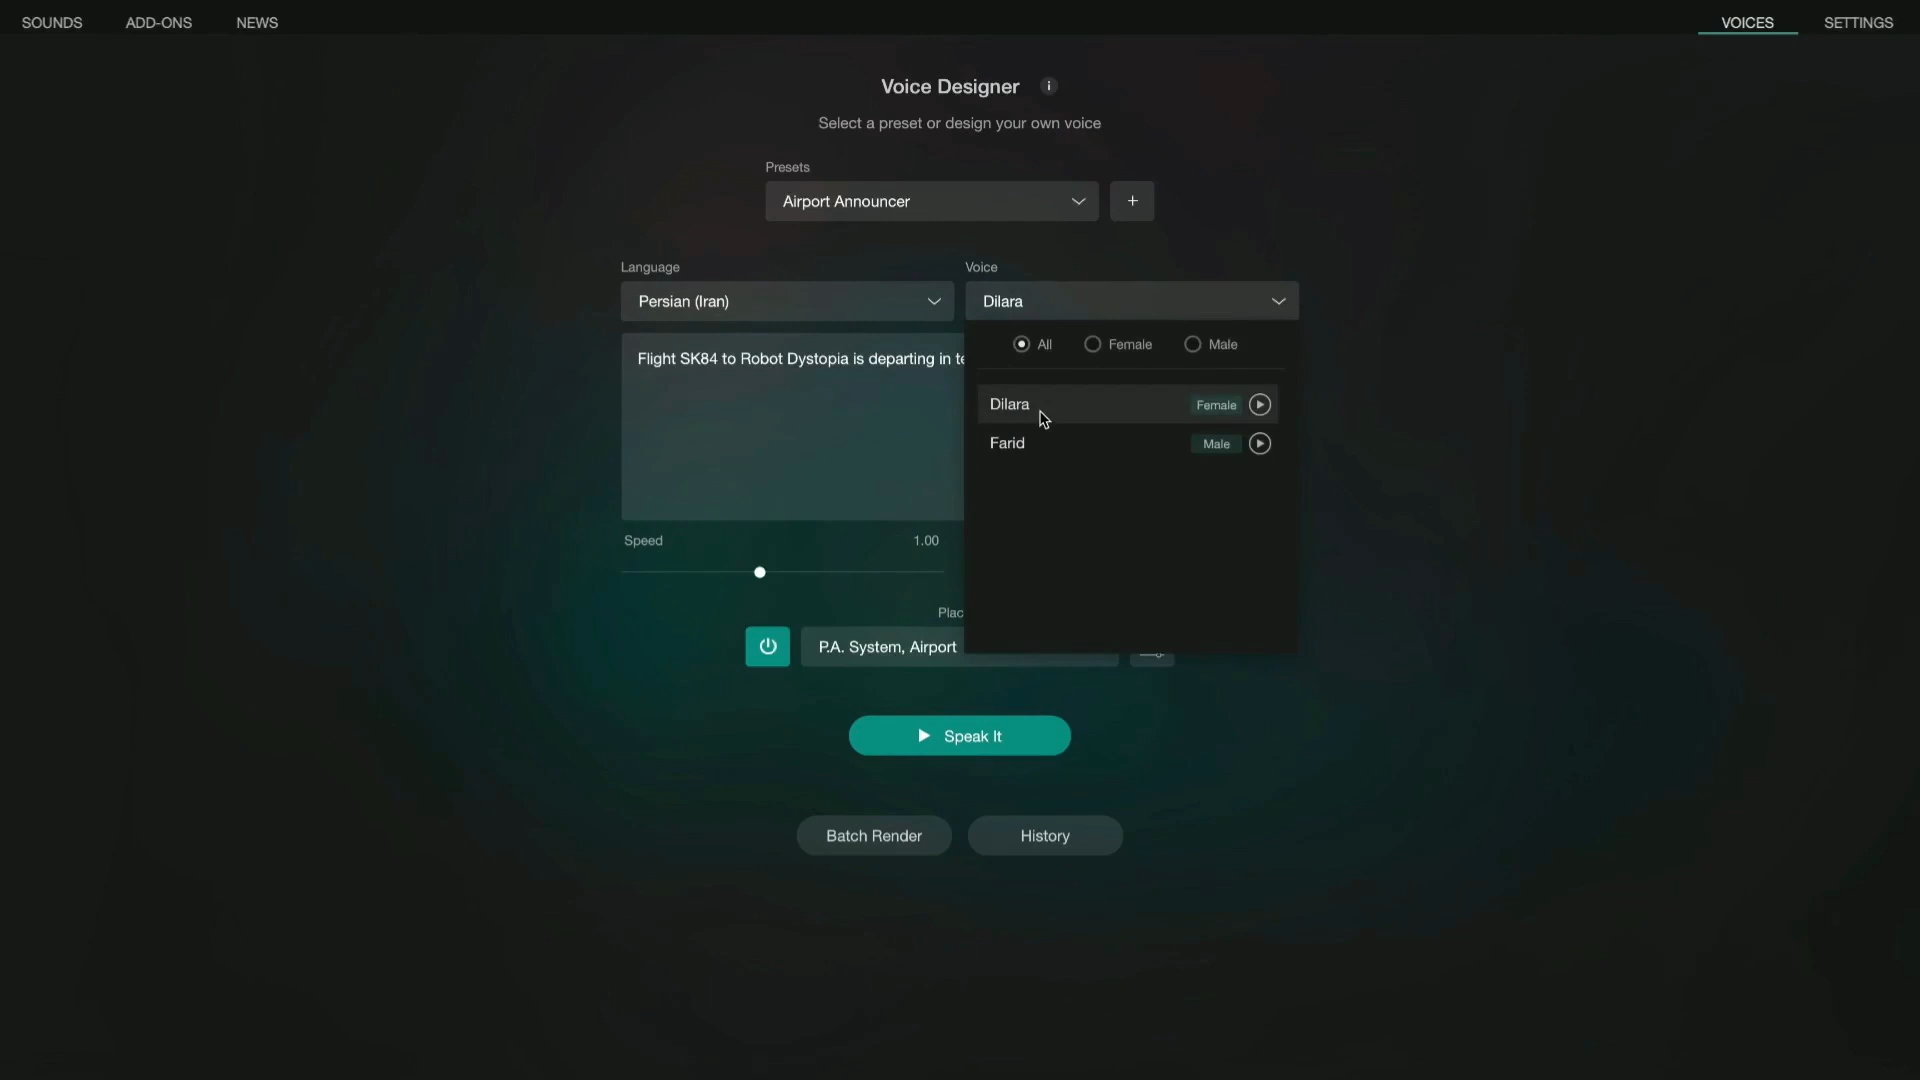 SOUNDS ADD-ONS NEWS VOICES SETTINGS
Voice Designer
Select a preset or design your own voice
Presets
Airport Announcer
Language Voice
Persian (Iran) Dilara
All Female Male
Flight SK84 to Robot Dystopia is departing in
Dilara Female
Farid Male
Speed 1.00
P.A. System, Airport
Speak It
Batch Render History